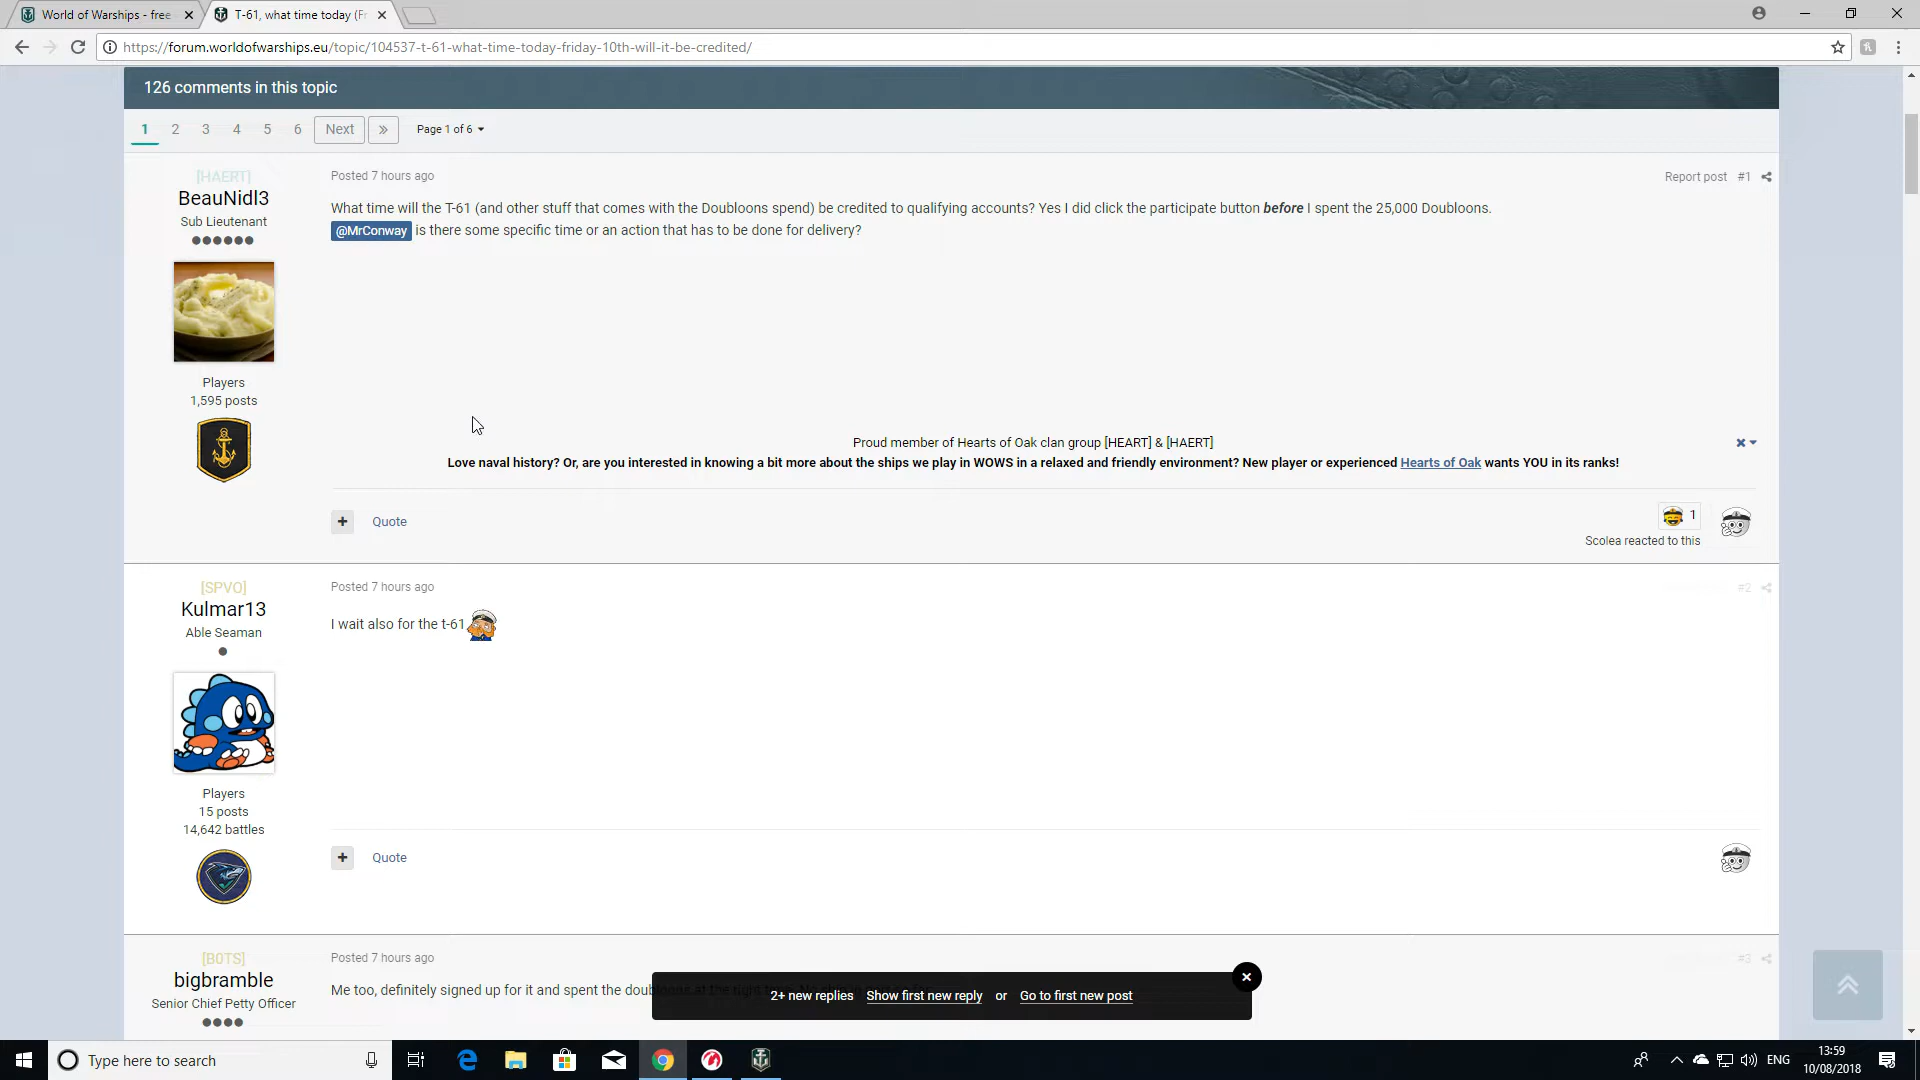 World of Warships - free
T-61, what time today (Fr
https://forum.worldofwarships.eu/topic/104537-t-61-what-time-today-friday-10th-will-it-be-credited/
126 comments in this topic
1 2 3 4 5 6 Next » Page 1 of 6
[HAERT]
BeauNidl3
Sub Lieutenant
Players
1,595 posts
Posted 7 hours ago
Report post #1
What time will the T-61 (and other stuff that comes with the Doubloons spend) be credited to qualifying accounts? Yes I did click the participate button before I spent the 25,000 Doubloons.
@MrConway is there some specific time or an action that has to be done for delivery?
Proud member of Hearts of Oak clan group [HEART] & [HAERT]
Love naval history? Or, are you interested in knowing a bit more about the ships we play in WOWS in a relaxed and friendly environment? New player or experienced Hearts of Oak wants YOU in its ranks!
+ Quote
1
Scolea reacted to this
[SPVO]
Kulmar13
Able Seaman
Players
15 posts
14,642 battles
Posted 7 hours ago
#2
I wait also for the t-61
+ Quote
[B0TS]
bigbramble
Senior Chief Petty Officer
Posted 7 hours ago
#3
Me too, definitely signed up for it and spent the doubloons at the right
2+ new replies Show first new reply or Go to first new post
Type here to search
ENG
13:59
10/08/2018